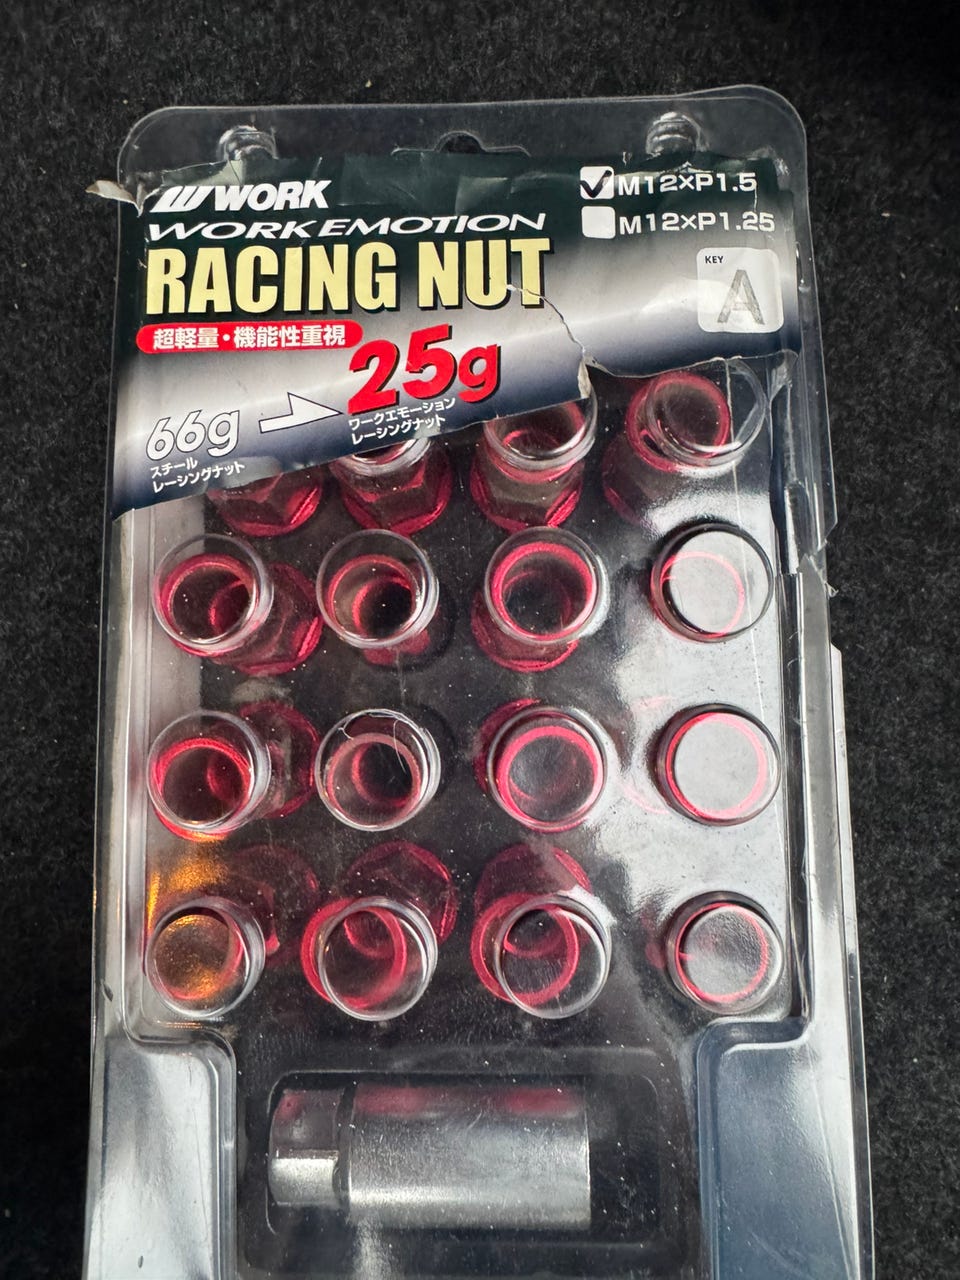 WORK
WORK EMOTION
RACING NUT
超軽量・機能性重視
66g
スチール
レーシングナット
25g
ワークエモーション
レーシングナット
M12×P1.5
M12×P1.25
KEY
A